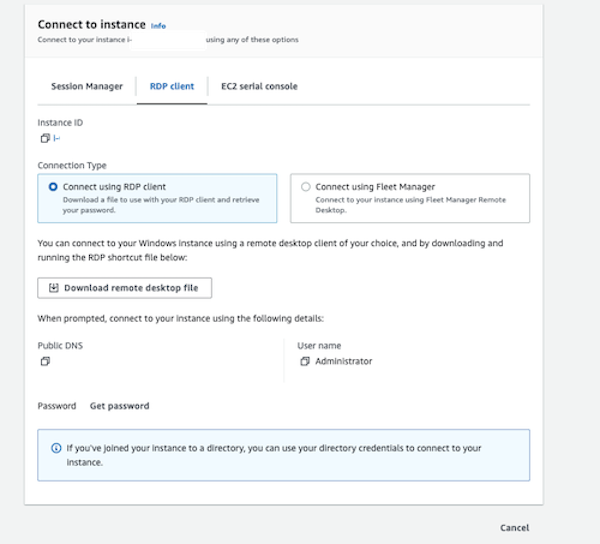 Connect to instance Info
Connect to your instance i- using any of these options
Session Manager RDP client EC2 serial console
Instance ID
i-
Connection Type
Connect using RDP client
Download a file to use with your RDP client and retrieve
your password.
Connect using Fleet Manager
Connect to your instance using Fleet Manager Remote
Desktop.
You can connect to your Windows instance using a remote desktop client of your choice, and by downloading and
running the RDP shortcut file below:
Download remote desktop file
When prompted, connect to your instance using the following details:
Public DNS
User name
Administrator
Password Get password
If you've joined your instance to a directory, you can use your directory credentials to connect to your
instance.
Cancel